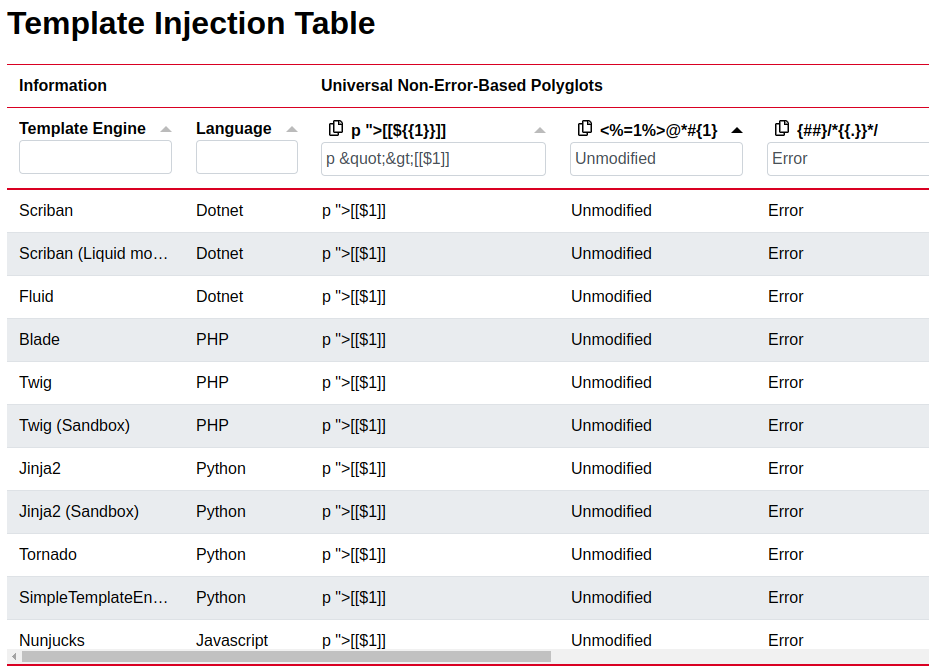 Template Injection Table
Information Universal Non-Error-Based Polyglots
Template Engine Language p ">[[${{1}}]] <%=1%>@*#{1} {##}/*{{.}}*/
p &quot;&gt;[[$1]] Unmodified Error
Scriban Dotnet p ">[[$1]] Unmodified Error
Scriban (Liquid mo… Dotnet p ">[[$1]] Unmodified Error
Fluid Dotnet p ">[[$1]] Unmodified Error
Blade PHP p ">[[$1]] Unmodified Error
Twig PHP p ">[[$1]] Unmodified Error
Twig (Sandbox) PHP p ">[[$1]] Unmodified Error
Jinja2 Python p ">[[$1]] Unmodified Error
Jinja2 (Sandbox) Python p ">[[$1]] Unmodified Error
Tornado Python p ">[[$1]] Unmodified Error
SimpleTemplateEn… Python p ">[[$1]] Unmodified Error
Nunjucks Javascript p ">[[$1]] Unmodified Error